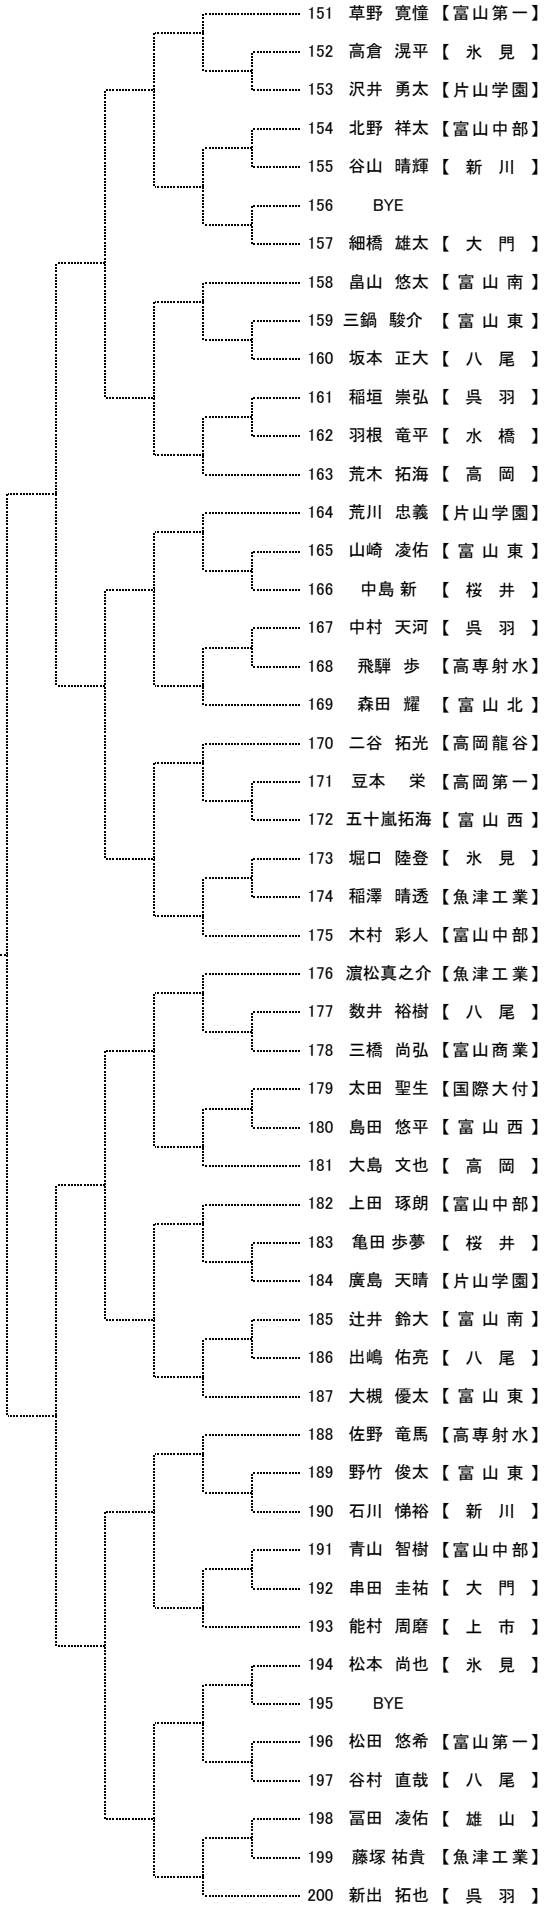 151 草野 寛憧 【富山第一】
152 高倉 滉平 【 氷 見 】
153 沢井 勇太 【片山学園】
154 北野 祥太 【富山中部】
155 谷山 晴輝 【 新 川 】
156 BYE
157 細橋 雄太 【 大 門 】
158 畠山 悠太 【 富 山 南 】
159 三鍋 駿介 【 富 山 東 】
160 坂本 正大 【 八 尾 】
161 稲垣 崇弘 【 呉 羽 】
162 羽根 竜平 【 水 橋 】
163 荒木 拓海 【 高 岡 】
164 荒川 忠義 【片山学園】
165 山崎 凌佑 【 富 山 東 】
166 中島 新 【 桜 井 】
167 中村 天河 【 呉 羽 】
168 飛騨 歩 【高専射水】
169 森田 耀 【 富 山 北 】
170 二谷 拓光 【高岡龍谷】
171 豆本 栄 【高岡第一】
172 五十嵐拓海 【 富 山 西 】
173 堀口 陸登 【 氷 見 】
174 稲澤 晴透 【魚津工業】
175 木村 彩人 【富山中部】
176 濵松真之介 【魚津工業】
177 数井 裕樹 【 八 尾 】
178 三橋 尚弘 【富山商業】
179 太田 聖生 【国際大付】
180 島田 悠平 【 富 山 西 】
181 大島 文也 【 高 岡 】
182 上田 琢朗 【富山中部】
183 亀田 歩夢 【 桜 井 】
184 廣島 天晴 【片山学園】
185 辻井 鈴大 【 富 山 南 】
186 出嶋 佑亮 【 八 尾 】
187 大槻 優太 【 富 山 東 】
188 佐野 竜馬 【高専射水】
189 野竹 俊太 【 富 山 東 】
190 石川 悌裕 【 新 川 】
191 青山 智樹 【富山中部】
192 串田 圭祐 【 大 門 】
193 能村 周磨 【 上 市 】
194 松本 尚也 【 氷 見 】
195 BYE
196 松田 悠希 【富山第一】
197 谷村 直哉 【 八 尾 】
198 冨田 凌佑 【 雄 山 】
199 藤塚 祐貴 【魚津工業】
200 新出 拓也 【 呉 羽 】